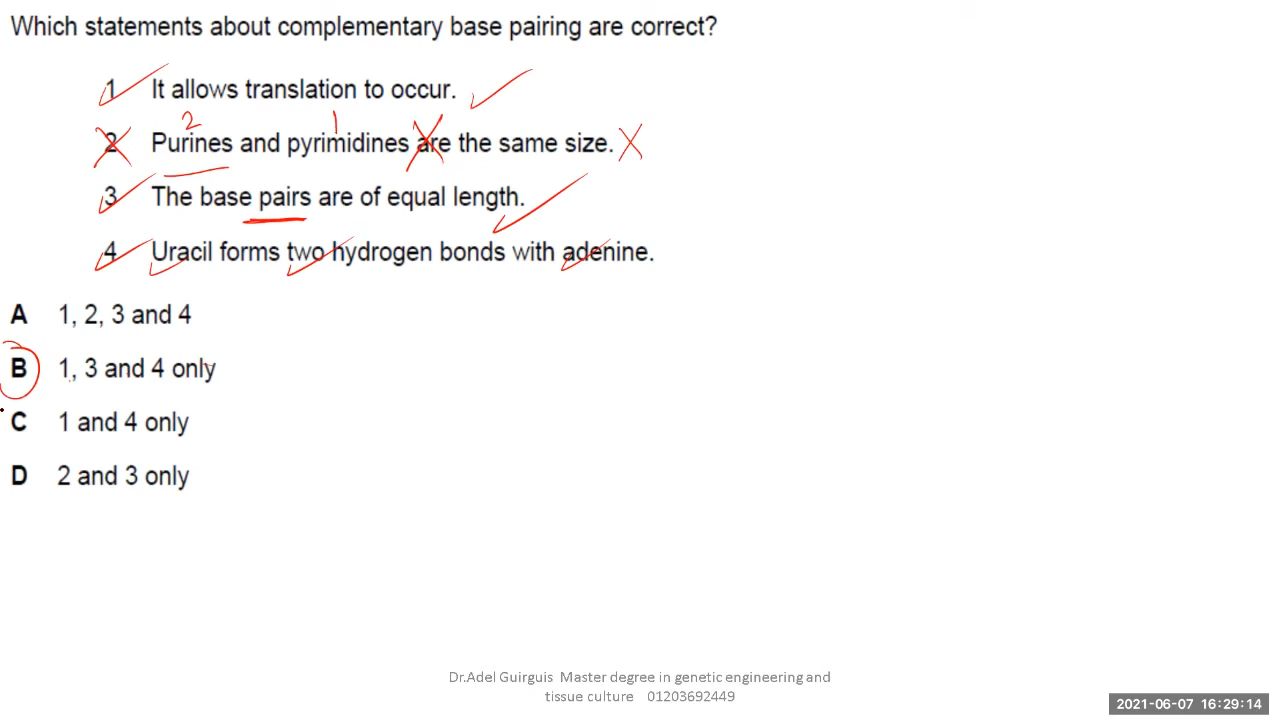 Which statements about complementary base pairing are correct?
1 It allows translation to occur.
2 1
2 Purines and pyrimidines are the same size.
3 The base pairs are of equal length.
4 Uracil forms two hydrogen bonds with adenine.
A 1, 2, 3 and 4
B 1, 3 and 4 only
C 1 and 4 only
D 2 and 3 only
Dr.Adel Guirguis Master degree in genetic engineering and
tissue culture 01203692449
2021-06-07 16:29:14